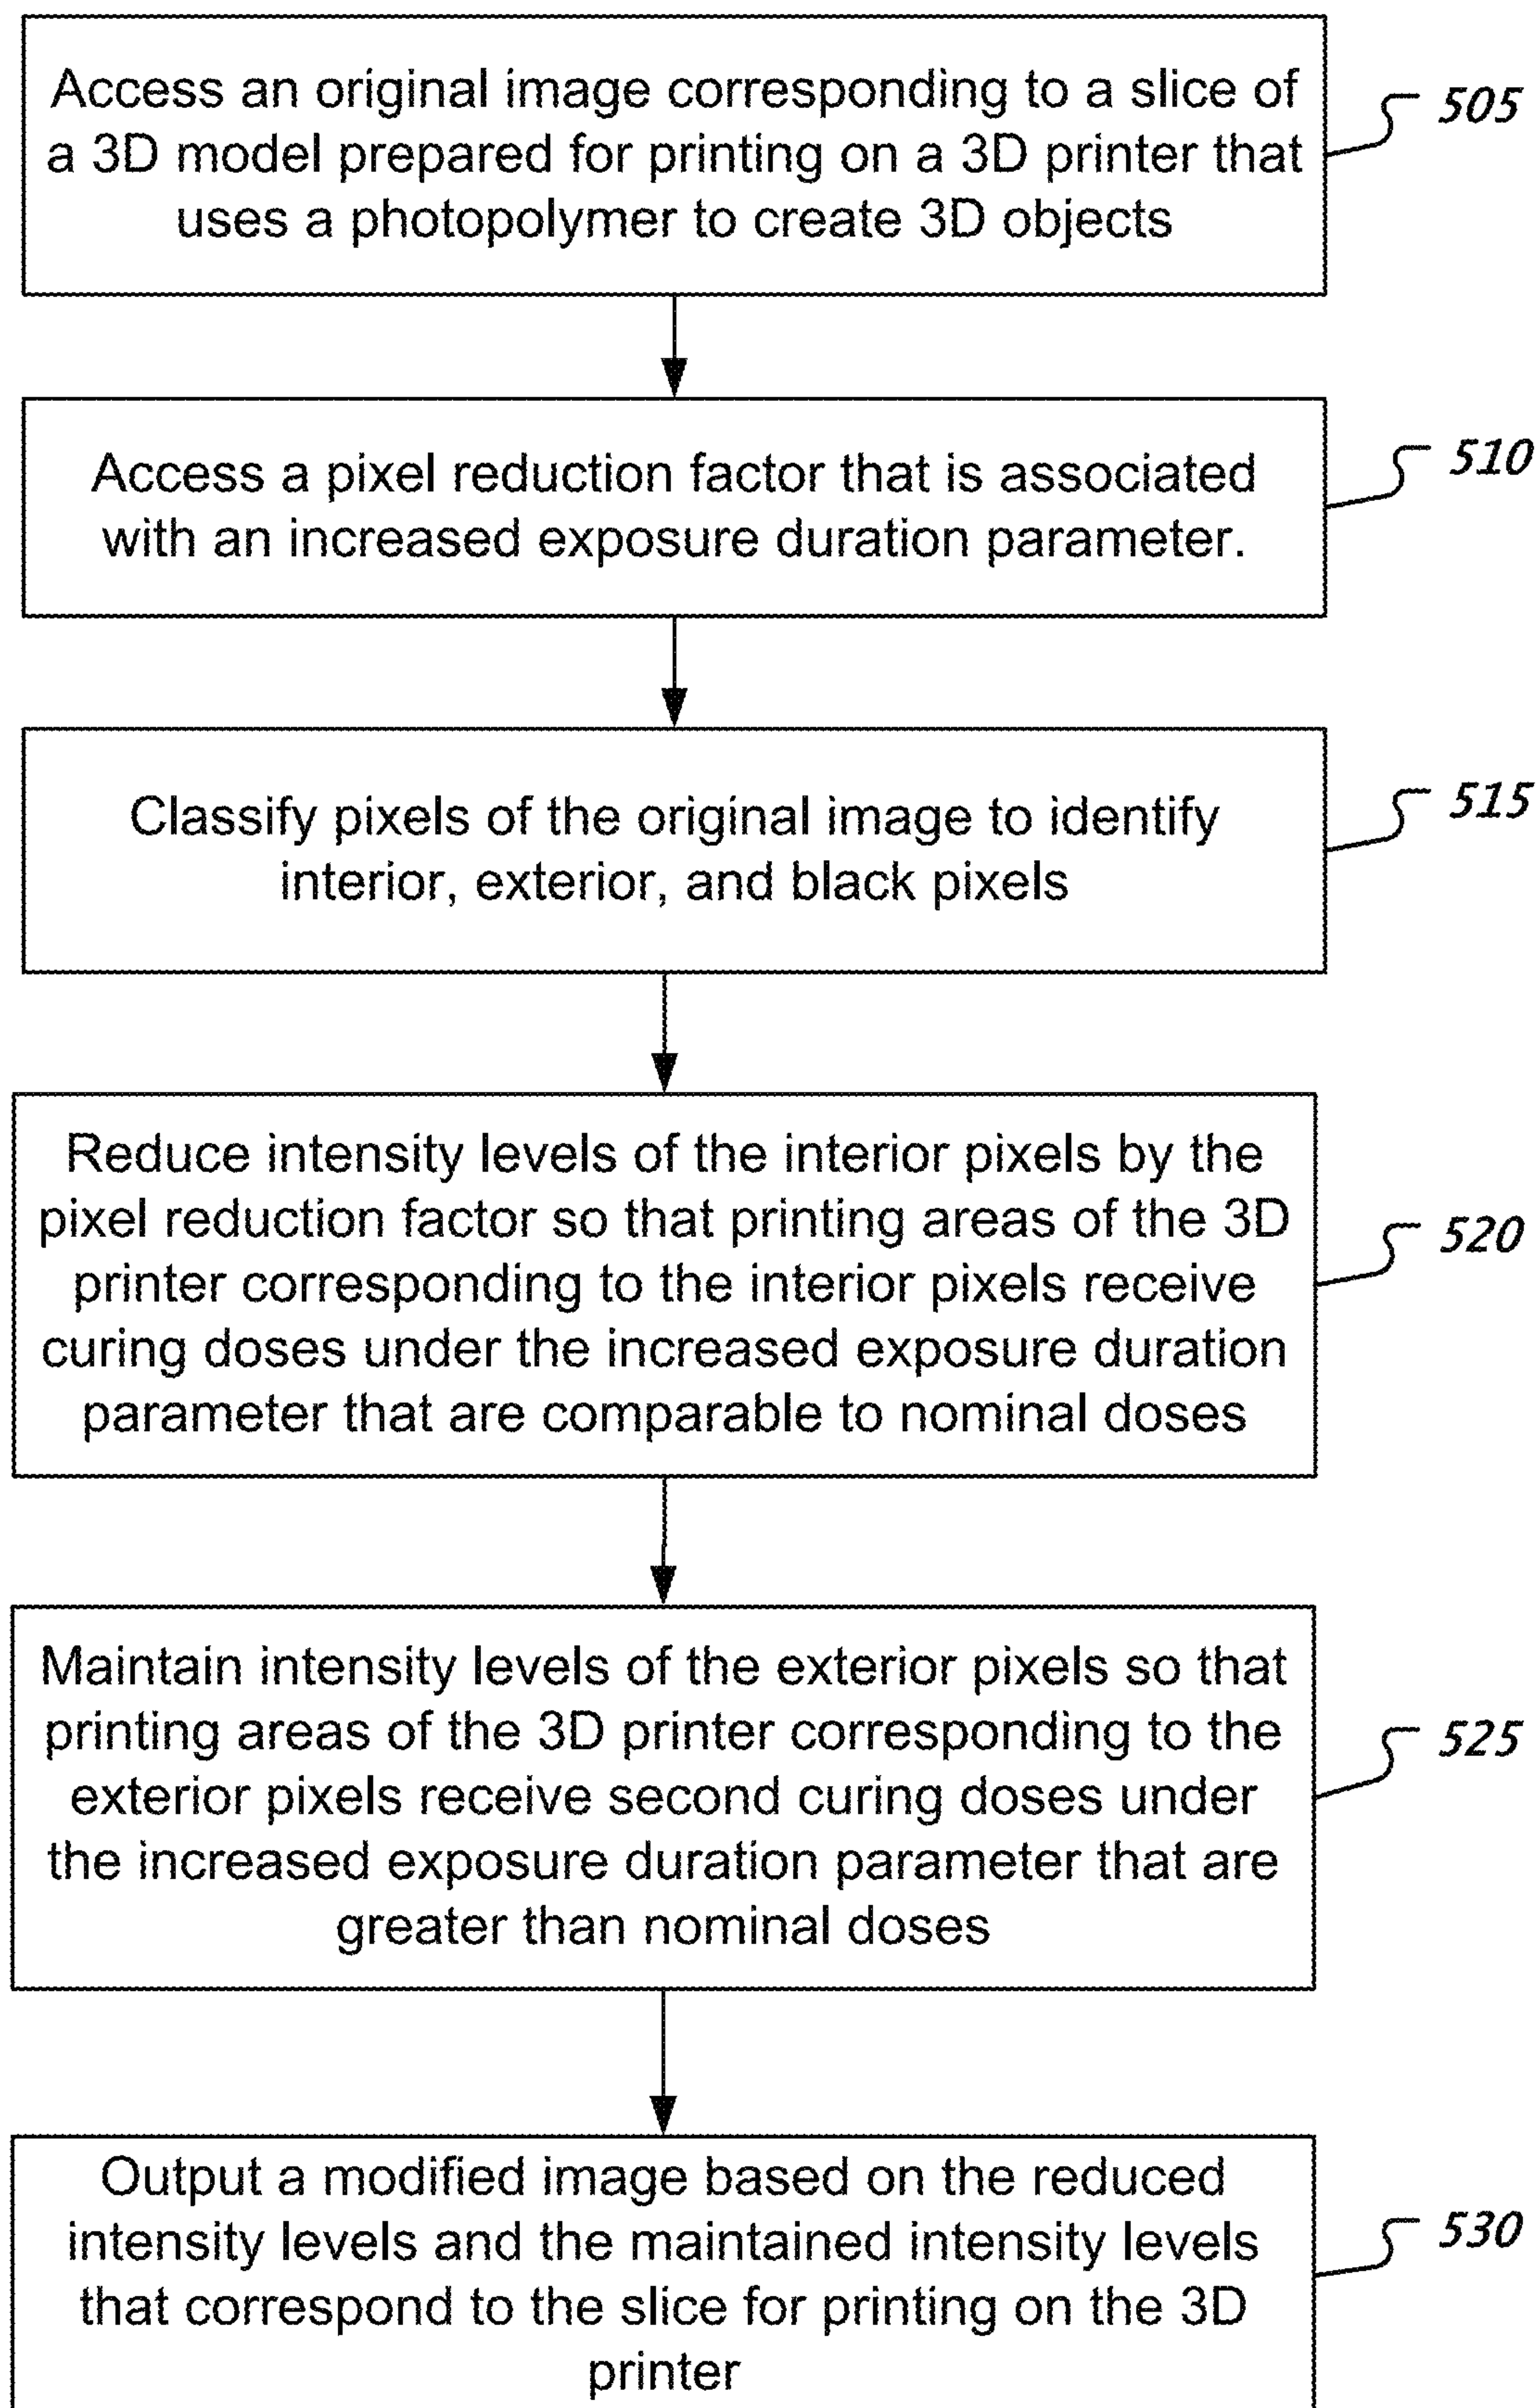 Access an original image corresponding to a slice of
a 3D model prepared for printing on a 3D printer that
uses a photopolymer to create 3D objects
505
Access a pixel reduction factor that is associated
with an increased exposure duration parameter.
510
Classify pixels of the original image to identify
interior, exterior, and black pixels
515
Reduce intensity levels of the interior pixels by the
pixel reduction factor so that printing areas of the 3D
printer corresponding to the interior pixels receive
curing doses under the increased exposure duration
parameter that are comparable to nominal doses
520
Maintain intensity levels of the exterior pixels so that
printing areas of the 3D printer corresponding to the
exterior pixels receive second curing doses under
the increased exposure duration parameter that are
greater than nominal doses
525
Output a modified image based on the reduced
intensity levels and the maintained intensity levels
that correspond to the slice for printing on the 3D
printer
530